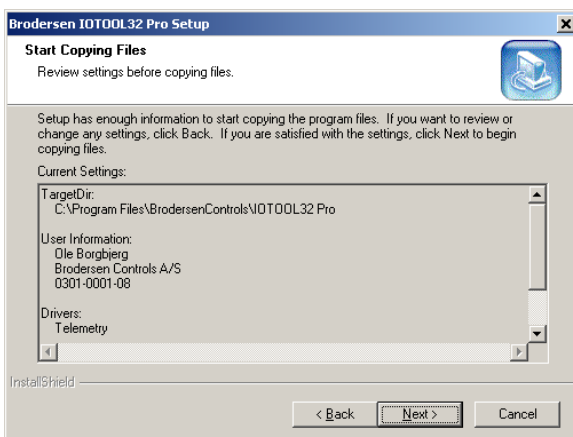 Brodersen IOTOOL32 Pro Setup
Start Copying Files
Review settings before copying files.
Setup has enough information to start copying the program files. If you want to review or
change any settings, click Back. If you are satisfied with the settings, click Next to begin
copying files.
Current Settings:
TargetDir:
C:\Program Files\BrodersenControls\IOTOOL32 Pro
User Information:
Ole Borgbjerg
Brodersen Controls A/S
0301-0001-08
Drivers:
Telemetry
InstallShield
< Back Next > Cancel